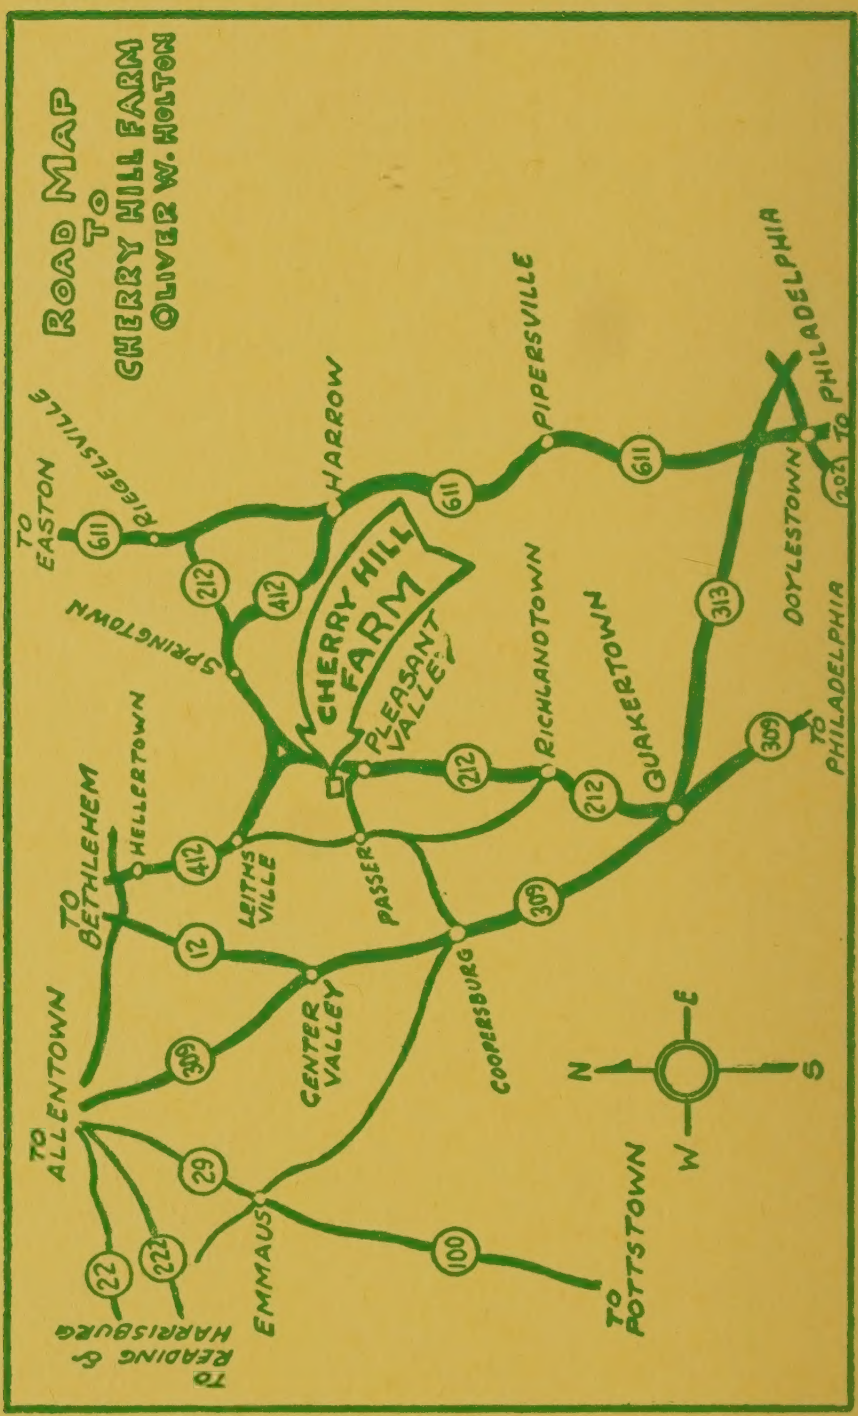 ROAD MAP
TO
CHERRY HILL FARM
OLIVER W. HOLTON
TO
EASTON
611
RIEGELSVILLE
212
412
HARROW
611
PIPERSVILLE
611
TO PHILADELPHIA
202
DOYLESTOWN
313
SPRINGTOWN
CHERRY HILL
FARM
PLEASANT
VALLEY
212
RICHLANDTOWN
212
QUAKERTOWN
309
TO
PHILADELPHIA
TO
BETHLEHEM
HELLERTOWN
412
LEITHS
VILLE
PASSER
12
309
CENTER
VALLEY
COOPERSBURG
309
TO
ALLENTOWN
29
22
222
TO
READING &
HARRISBURG
EMMAUS
100
TO
POTTSTOWN
N
E
S
W
PHILADELPHIA